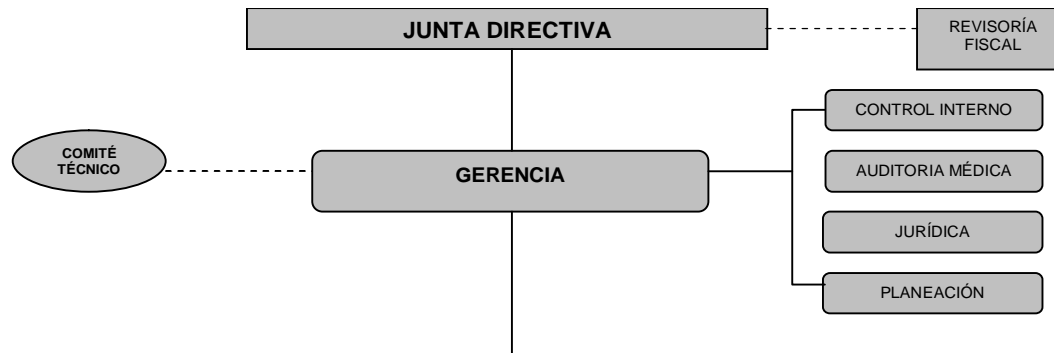 JUNTA DIRECTIVA
REVISORÍA
FISCAL
CONTROL INTERNO
COMITÉ
TÉCNICO
GERENCIA
AUDITORIA MÉDICA
JURÍDICA
PLANEACIÓN